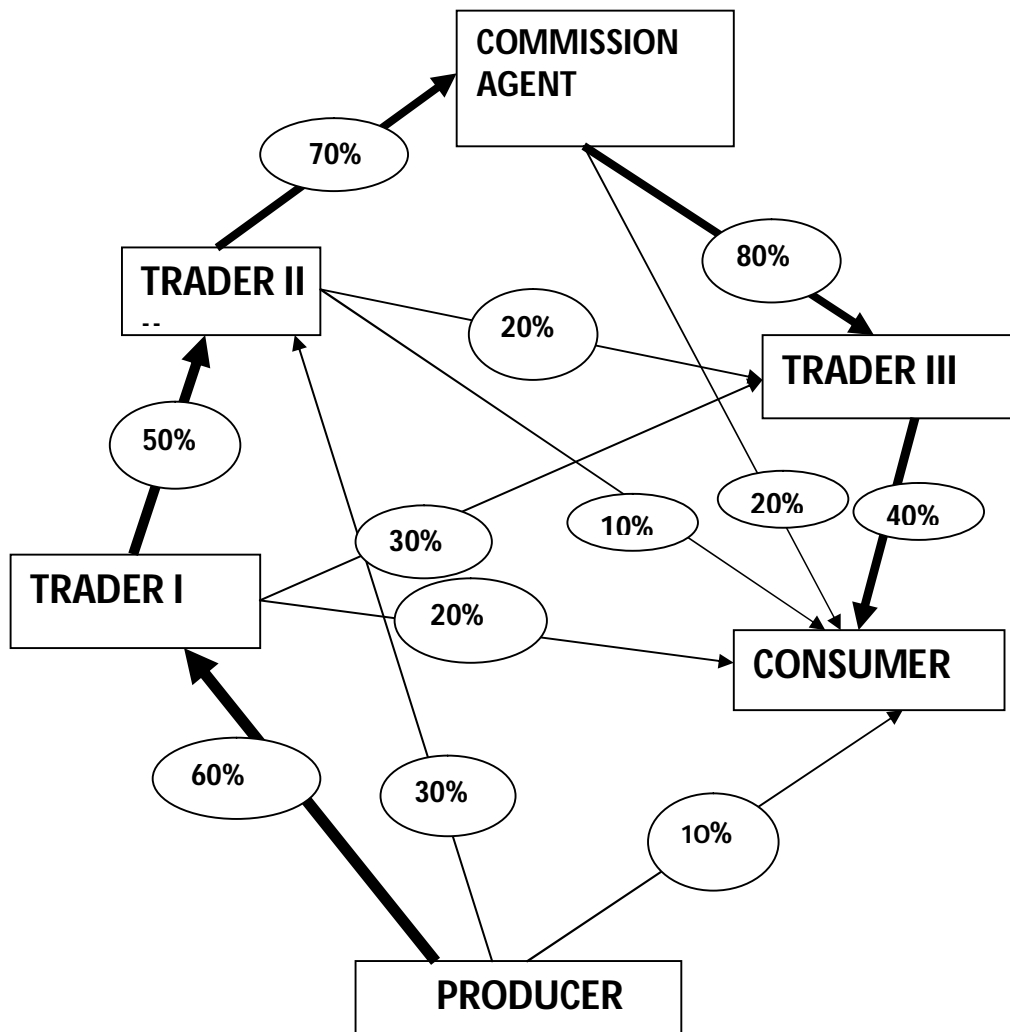 COMMISSION
AGENT
70%
80%
TRADER II
--
20%
TRADER III
50%
30%
10%
20%
40%
TRADER I
20%
CONSUMER
60%
30%
10%
PRODUCER